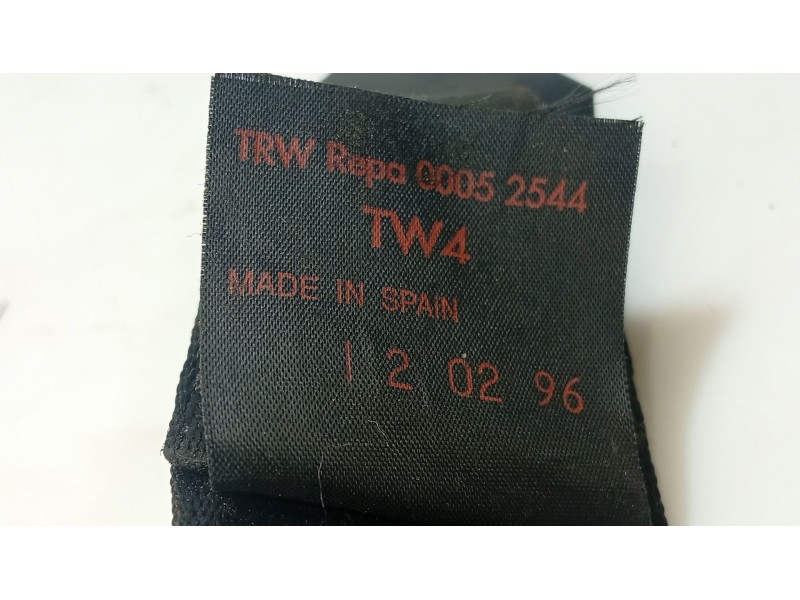 TRW Repa 0005 2544
TW4
MADE IN SPAIN
1 2 02 96